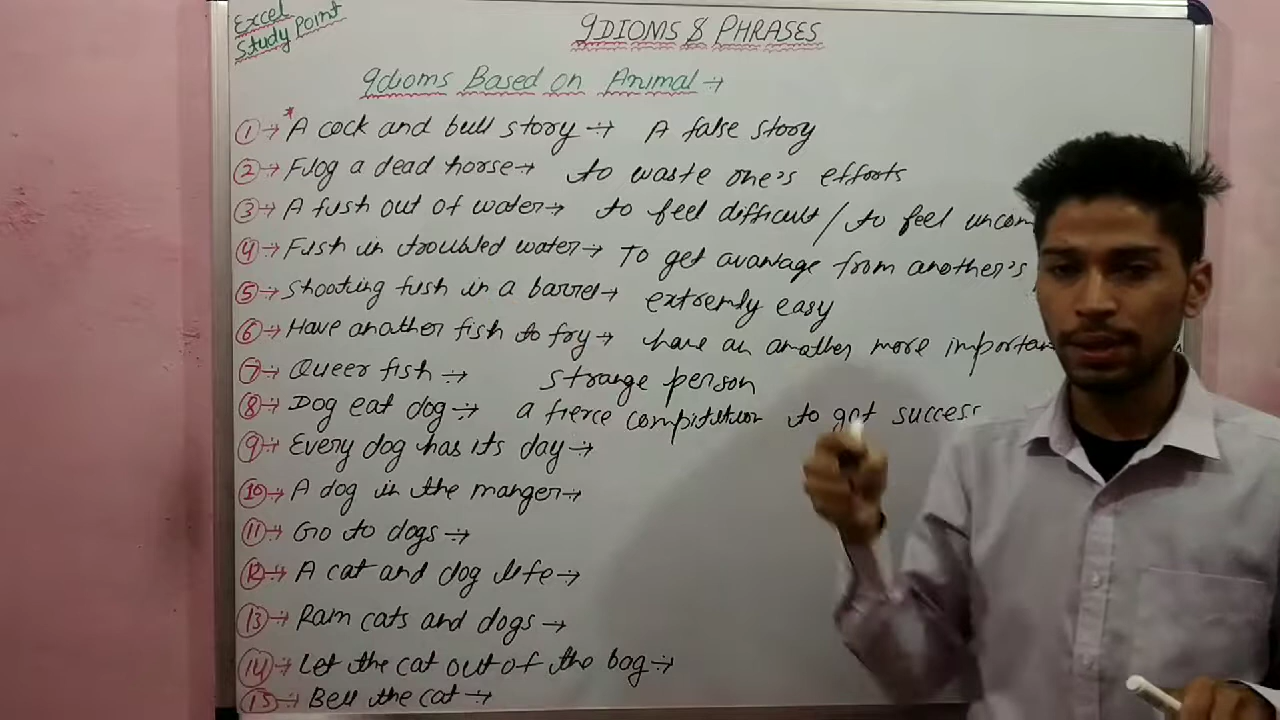 Excel
Study Point
IDIOMS & PHRASES
Idioms Based on Animal →
1 → * A cock and bull story → A false story
2 → Flog a dead horse → to waste one's efforts
3 → A fish out of water → to feel difficult / to feel uncom
4 → Fish in troubled water → To get avantage from another's
5 → Shooting fish in a barrel → extremly easy
6 → Have another fish to fry → have an another more importan
7 → Queer fish → strange person
8 → Dog eat dog → a fierce compitition to get success
9 → Every dog has its day →
10 → A dog in the manger →
11 → Go to dogs →
12 → A cat and dog life →
13 → Rain cats and dogs →
14 → Let the cat out of the bag →
15 → Bell the cat →